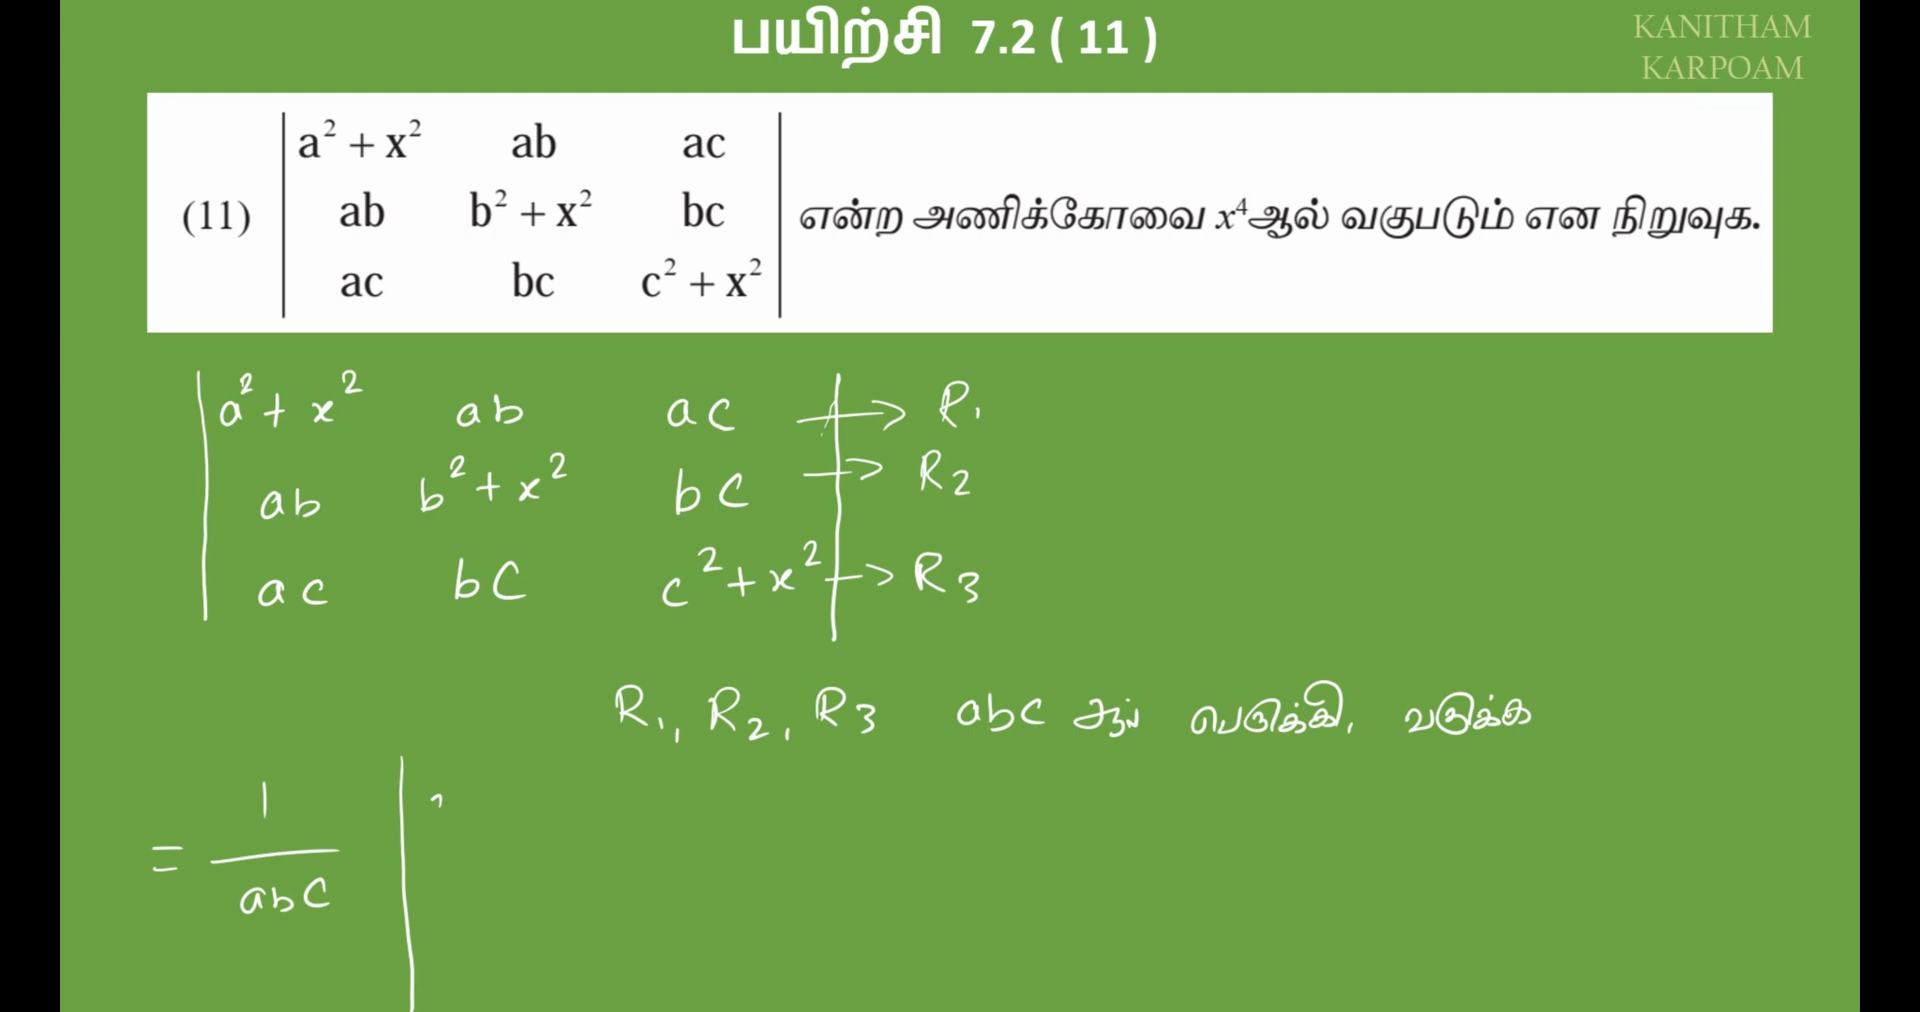 பயிற்சி 7.2 ( 11 )
KANITHAM
KARPOAM
a² + x² ab ac
(11) ab b² + x² bc என்ற அணிக்கோவை x⁴ஆல் வகுபடும் என நிறுவுக.
ac bc c² + x²
a² + x² ab ac → R₁
ab b² + x² bc → R₂
ac bc c² + x² → R₃
R₁, R₂, R₃ abc ஆல் பெருக்கி, வகுக்க
= 1
abc